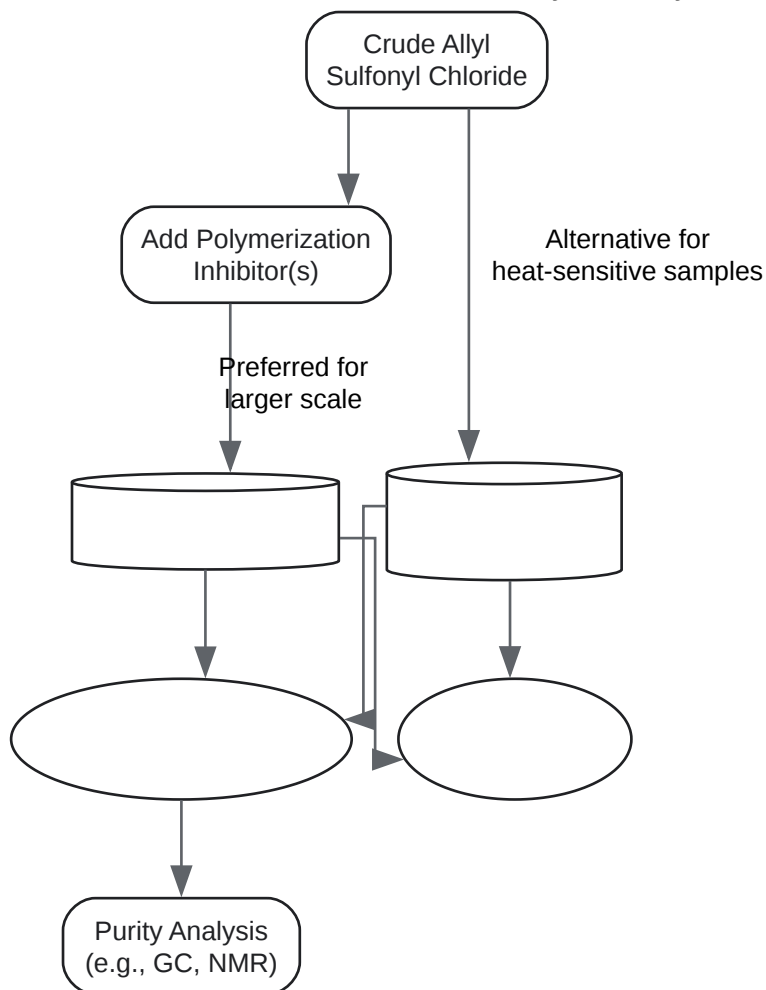 Crude Allyl
Sulfonyl Chloride
Add Polymerization
Inhibitor(s)
Alternative for
heat-sensitive samples
Preferred for
larger scale
Purity Analysis
(e.g., GC, NMR)